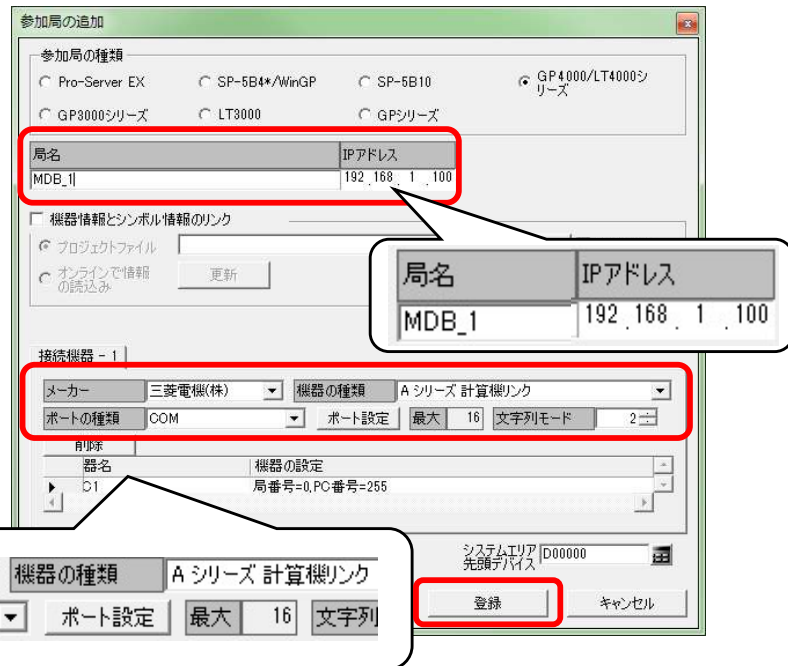 参加局の追加
参加局の種類
Pro-Server EX
SP-5B4*/WinGP
SP-5B10
GP4000/LT4000シリーズ
GP3000シリーズ
LT3000
GPシリーズ
局名 IPアドレス
MDB_1 192.168.1.100
機器情報とシンボル情報のリンク
プロジェクトファイル
オンラインで情報
の読込み
更新
局名 IPアドレス
MDB_1 192.168.1.100
接続機器 - 1
メーカー 三菱電機(株) 機器の種類 A シリーズ 計算機リンク
ポートの種類 COM ポート設定 最大 16 文字列モード 2
削除
器名 機器の設定
C1 局番号=0,PC番号=255
システムエリア
先頭デバイス
D00000
機器の種類 A シリーズ 計算機リンク
ポート設定 最大 16 文字列
登録 キャンセル